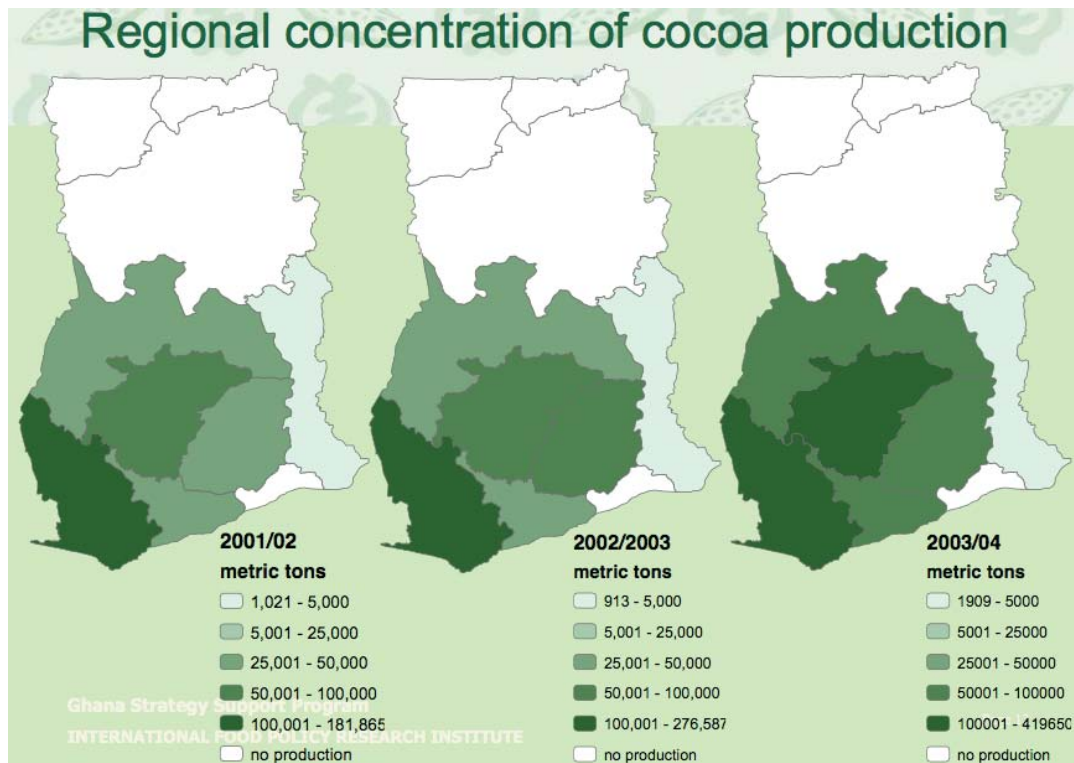 Regional concentration of cocoa production
2001/02
metric tons
1,021 - 5,000
5,001 - 25,000
25,001 - 50,000
50,001 - 100,000
100,001 - 181,865
no production
2002/2003
metric tons
913 - 5,000
5,001 - 25,000
25,001 - 50,000
50,001 - 100,000
100,001 - 276,587
no production
2003/04
metric tons
1909 - 5000
5001 - 25000
25001 - 50000
50001 - 100000
100001 - 419650
no production
Ghana Strategy Support Program
INTERNATIONAL FOOD POLICY RESEARCH INSTITUTE